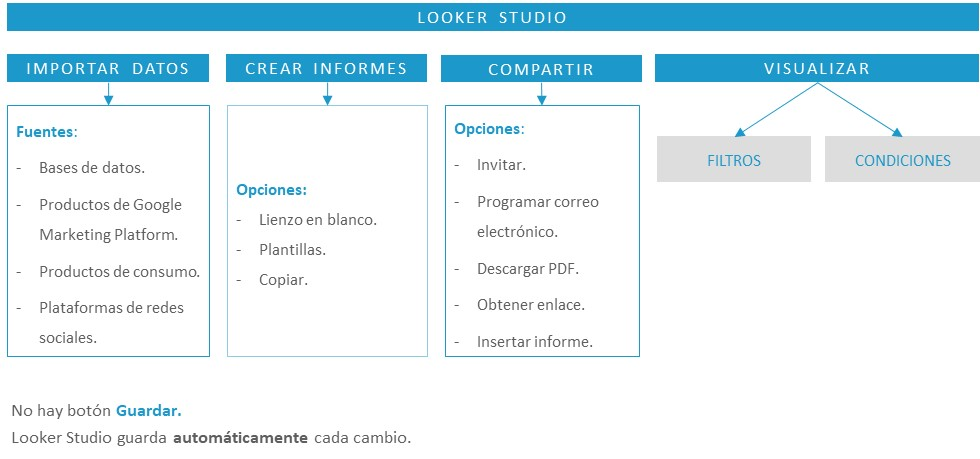 LOOKER STUDIO
IMPORTAR DATOS
Fuentes:
- Bases de datos.
- Productos de Google
Marketing Platform.
- Productos de consumo.
- Plataformas de redes
sociales.
CREAR INFORMES
Opciones:
- Lienzo en blanco.
- Plantillas.
- Copiar.
COMPARTIR
Opciones:
- Invitar.
- Programar correo
electrónico.
- Descargar PDF.
- Obtener enlace.
- Insertar informe.
VISUALIZAR
FILTROS
CONDICIONES
No hay botón Guardar.
Looker Studio guarda automáticamente cada cambio.